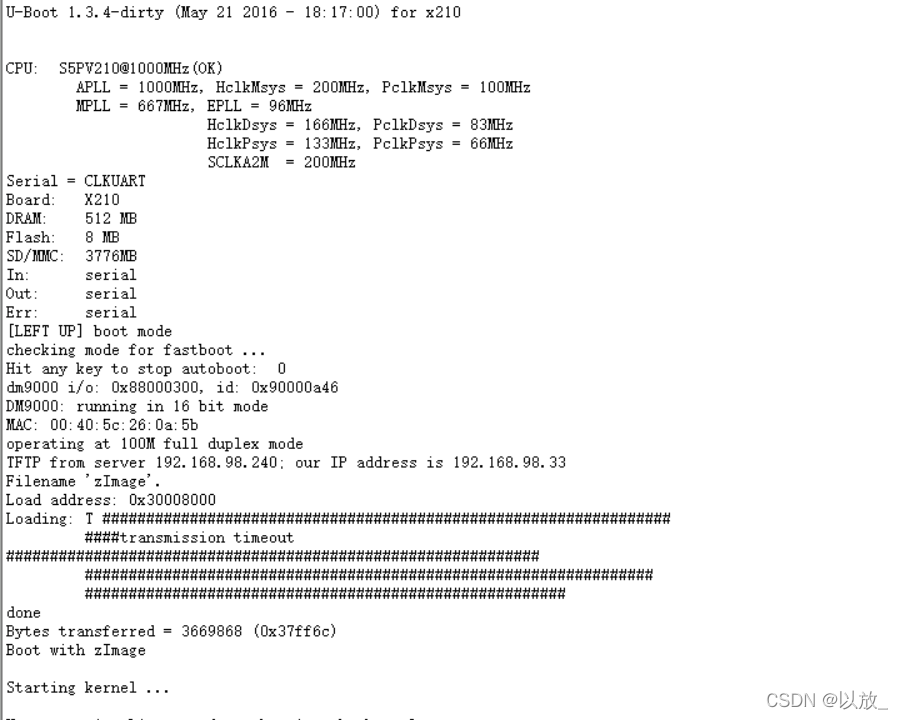 U-Boot 1.3.4-dirty (May 21 2016 - 18:17:00) for x210
CPU: S5PV210@1000MHz(OK)
APLL = 1000MHz, HclkMsys = 200MHz, PclkMsys = 100MHz
MPLL = 667MHz, EPLL = 96MHz
HclkDsys = 166MHz, PclkDsys = 83MHz
HclkPsys = 133MHz, PclkPsys = 66MHz
SCLKA2M = 200MHz
Serial = CLKUART
Board: X210
DRAM: 512 MB
Flash: 8 MB
SD/MMC: 3776MB
In: serial
Out: serial
Err: serial
[LEFT UP] boot mode
checking mode for fastboot ...
Hit any key to stop autoboot: 0
dm9000 i/o: 0x88000300, id: 0x90000a46
DM9000: running in 16 bit mode
MAC: 00:40:5c:26:0a:5b
operating at 100M full duplex mode
TFTP from server 192.168.98.240; our IP address is 192.168.98.33
Filename 'zImage'.
Load address: 0x30008000
Loading: T #################################################################
####transmission timeout
#############################################################
#################################################################
#######################################################
done
Bytes transferred = 3669868 (0x37ff6c)
Boot with zImage
Starting kernel ...
CSDN @以放_